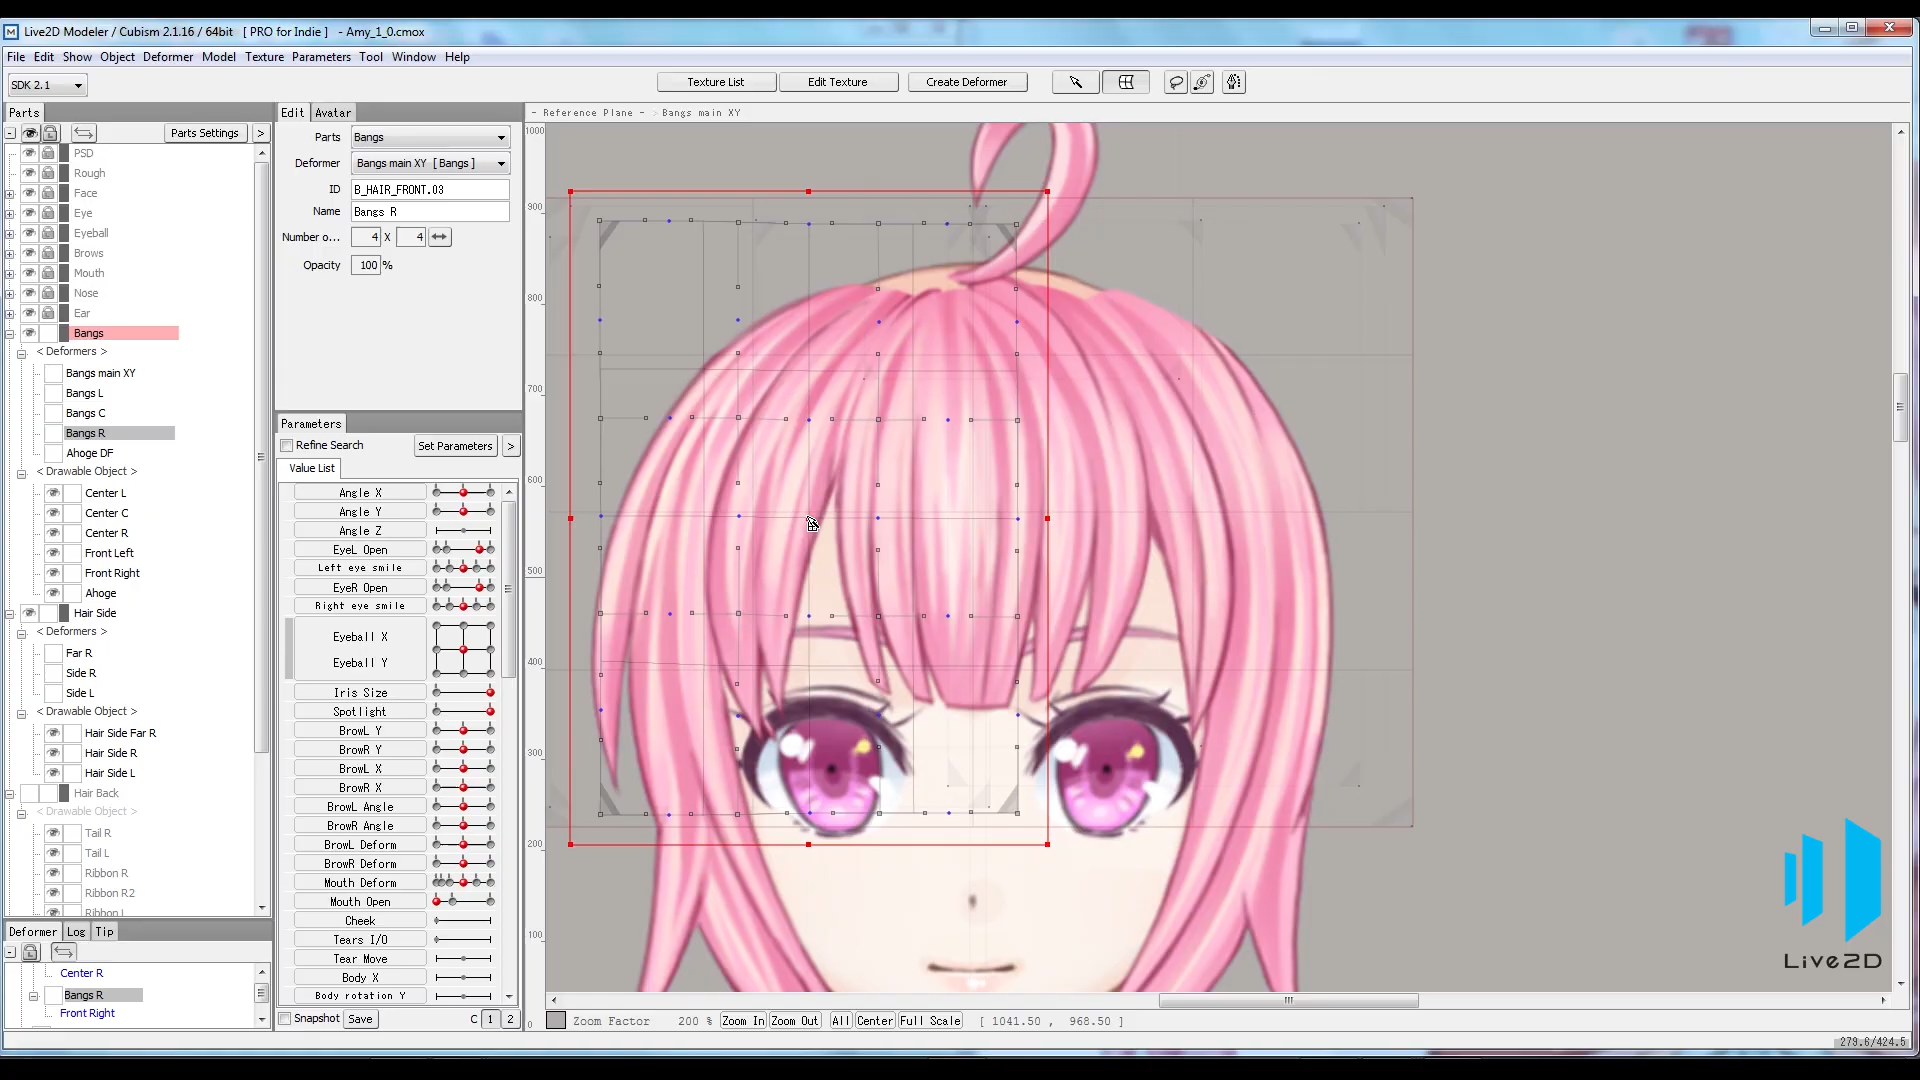 Live2D Modeler / Cubism 2.1.16 / 64bit [ PRO for Indie ] - Amy_1_0.cmox
File Edit Show Object Deformer Model Texture Parameters Tool Window Help
SDK 2.1
Texture List
Edit Texture
Create Deformer
Parts
Parts Settings
>
PSD
Rough
Face
Eye
Eyeball
Brows
Mouth
Nose
Ear
Bangs
< Deformers >
Bangs main XY
Bangs L
Bangs C
Bangs R
Ahoge DF
< Drawable Object >
Center L
Center C
Center R
Front Left
Front Right
Ahoge
Hair Side
< Deformers >
Far R
Side R
Side L
< Drawable Object >
Hair Side Far R
Hair Side R
Hair Side L
Hair Back
< Drawable Object >
Tail R
Tail L
Ribbon R
Ribbon R2
Ribbon L
Deformer Log Tip
Center R
Bangs R
Front Right
Edit Avatar
Parts Bangs
Deformer Bangs main XY [ Bangs ]
ID B_HAIR_FRONT.03
Name Bangs R
Number o... 4 X 4
Opacity 100 %
Parameters
Refine Search
Set Parameters
>
Value List
Angle X
Angle Y
Angle Z
EyeL Open
Left eye smile
EyeR Open
Right eye smile
Eyeball X
Eyeball Y
Iris Size
Spotlight
BrowL Y
BrowR Y
BrowL X
BrowR X
BrowL Angle
BrowR Angle
BrowL Deform
BrowR Deform
Mouth Deform
Mouth Open
Cheek
Tears I/O
Tear Move
Body X
Body rotation Y
Snapshot Save C 1 2
- Reference Plane - > Bangs main XY
1000
900
800
700
600
500
400
300
200
100
0
Live2D
Zoom Factor 200 % Zoom In Zoom Out All Center Full Scale [ 1041.50 , 968.50 ]
279.6/424.5